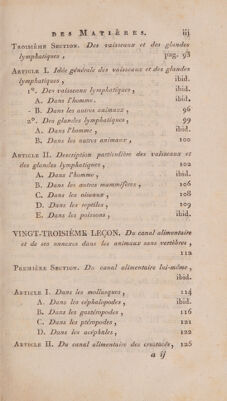 DES MATIÈRES. iij
TROISIÈME SECTION. Des vaisseaux et des glandes
lymphatiques, pag. 93
ARTICLE I. Idée générale des vaisseaux et des glandes
lymphatiques, ibid.
1°. Des vaisseaux lymphatiques, ibid.
A. Dans l'homme. ibid.
B. Dans les autres animaux, 96
2°. Des glandes lymphatiques, 99
A. Dans l'homme, ibid.
B. Dans les autres animaux, 100
ARTICLE II. Description particulière des vaisseaux et
des glandes lymphatiques, 102
A. Dans l'homme, ibid.
B. Dans les autres mammifères, 106
C. Dans les oiseaux, 108
D. Dans les reptiles, 109
E. Dans les poissons, ibid.
VINGT-TROISIÈME LEÇON. Du canal alimentaire
et de ses annexes dans les animaux sans vertèbres,
112
PREMIÈRE SECTION. Du canal alimentaire lui-même,
ibid.
ARTICLE I. Dans les mollusques, 114
A. Dans les céphalopodes, ibid.
B. Dans les gastéropodes, 116
C. Dans les ptéropodes, 121
D. Dans les acéphales, 122
ARTICLE II. Du canal alimentaire des crustacés, 125
a ij